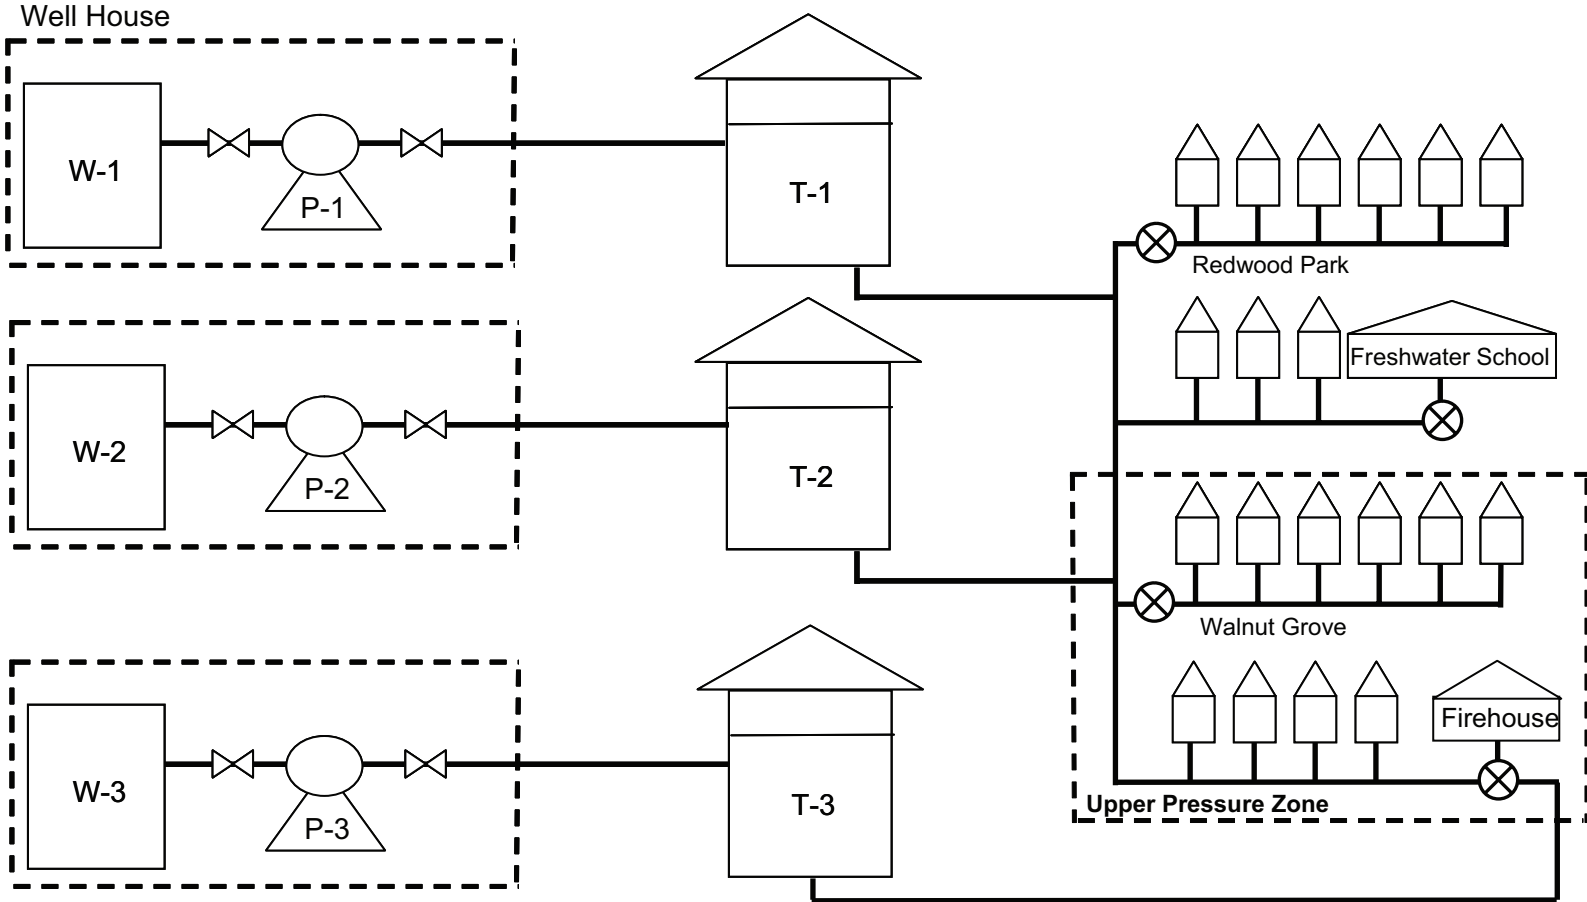 Well House
W-1
P-1
T-1
Redwood Park
Freshwater School
W-2
P-2
T-2
Walnut Grove
Firehouse
Upper Pressure Zone
W-3
P-3
T-3